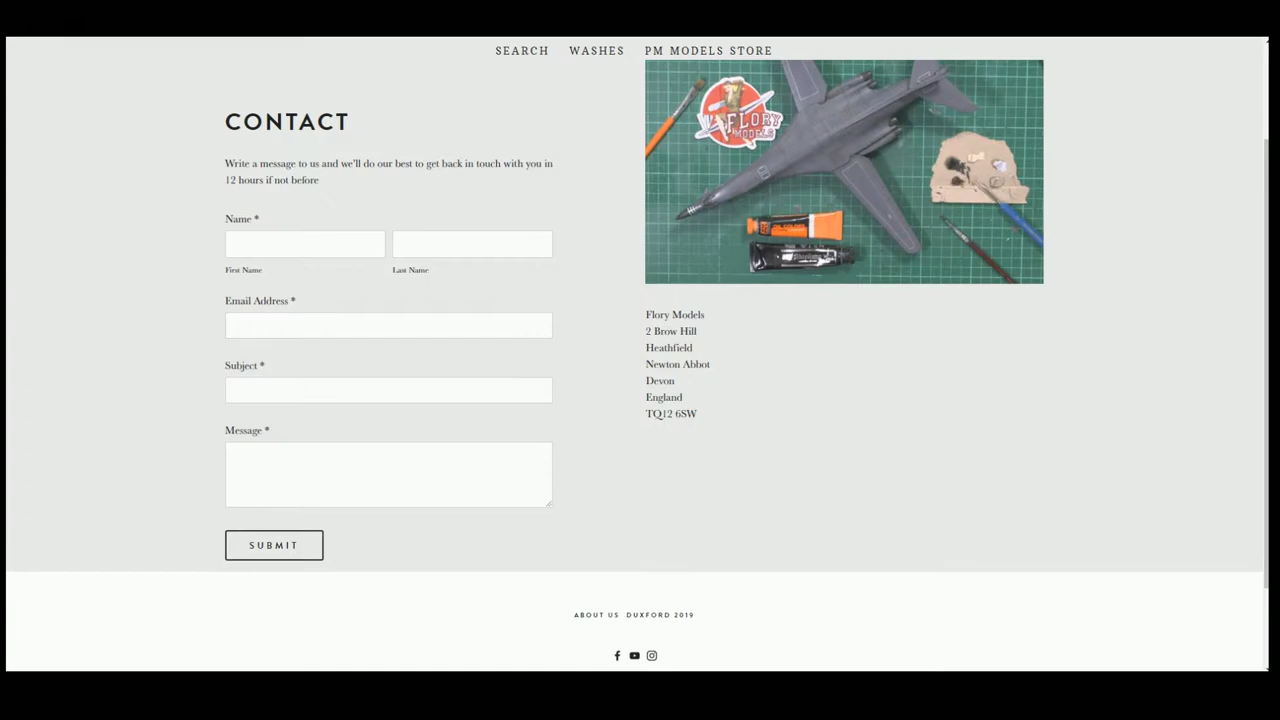 SEARCH WASHES PM MODELS STORE
CONTACT
Write a message to us and we'll do our best to get back in touch with you in
12 hours if not before
Name *
First Name Last Name
Email Address *
Subject *
Message *
SUBMIT
FLORY
MODELS
Flory Models
2 Brow Hill
Heathfield
Newton Abbot
Devon
England
TQ12 6SW
ABOUT US DUXFORD 2019